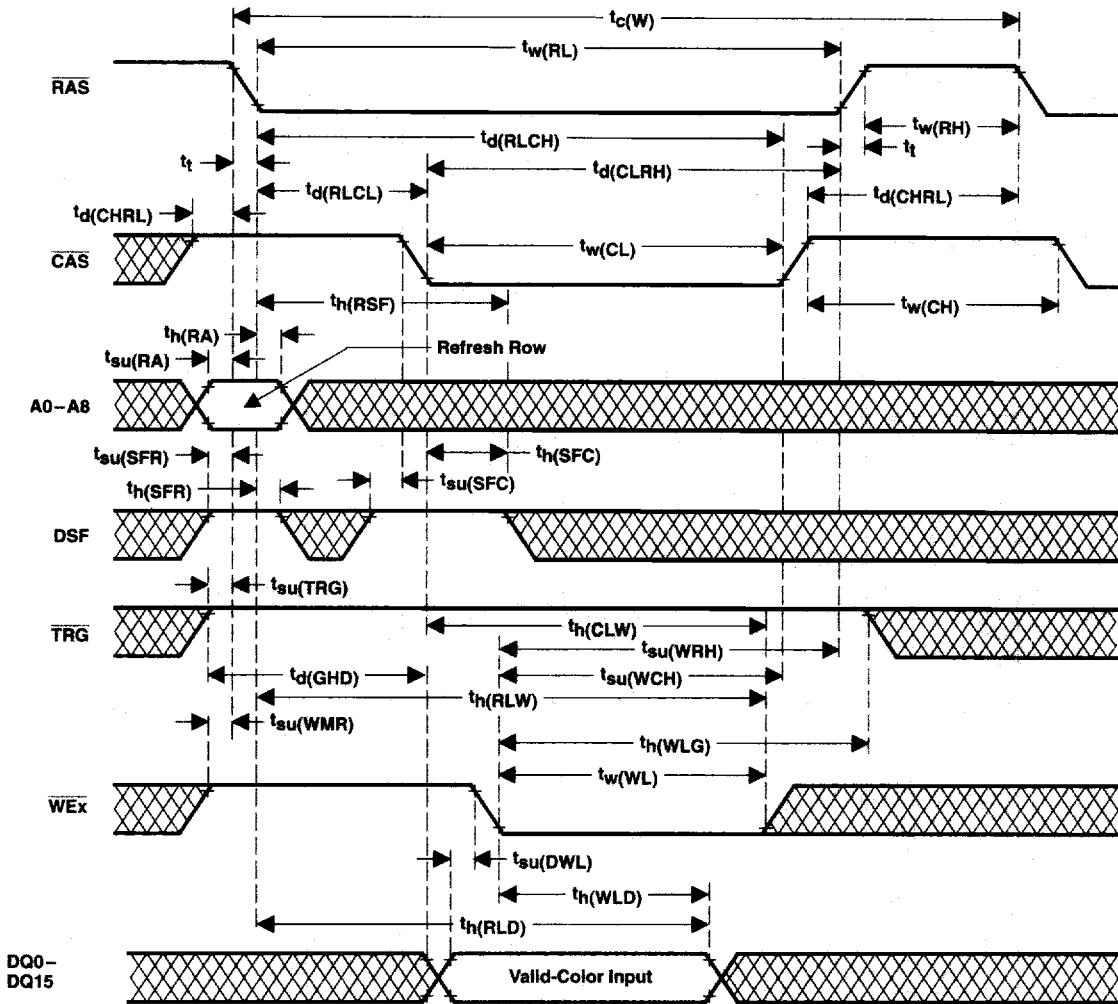 tc(W)
tw(RL)
RAS
tw(RH)
td(RLCH)
tt
tt
td(CLRH)
td(RLCL)
td(CHRL)
td(CHRL)
CAS
tw(CL)
th(RSF)
tw(CH)
th(RA)
tsu(RA)
Refresh Row
A0–A8
tsu(SFR)
th(SFC)
th(SFR)
tsu(SFC)
DSF
tsu(TRG)
TRG
th(CLW)
tsu(WRH)
td(GHD)
tsu(WCH)
th(RLW)
tsu(WMR)
th(WLG)
tw(WL)
WEx
tsu(DWL)
th(WLD)
th(RLD)
DQ0–
DQ15
Valid-Color Input